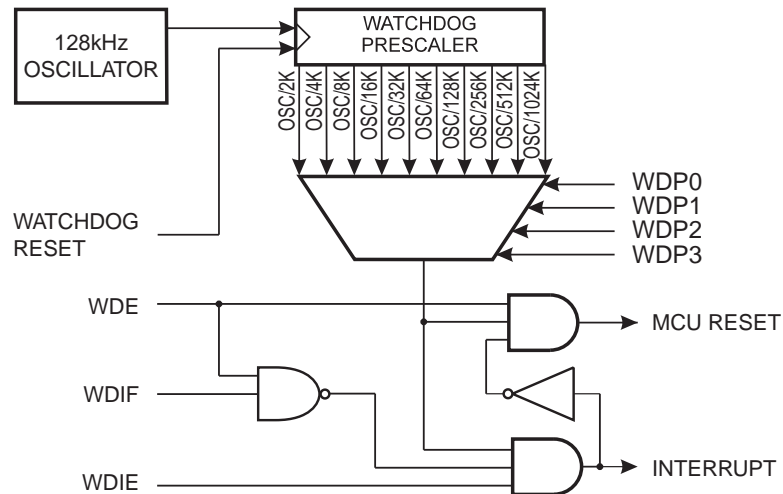 128kHz
OSCILLATOR
WATCHDOG
PRESCALER
OSC/2K
OSC/4K
OSC/8K
OSC/16K
OSC/32K
OSC/64K
OSC/128K
OSC/256K
OSC/512K
OSC/1024K
WATCHDOG
RESET
WDP0
WDP1
WDP2
WDP3
WDE
MCU RESET
WDIF
WDIE
INTERRUPT